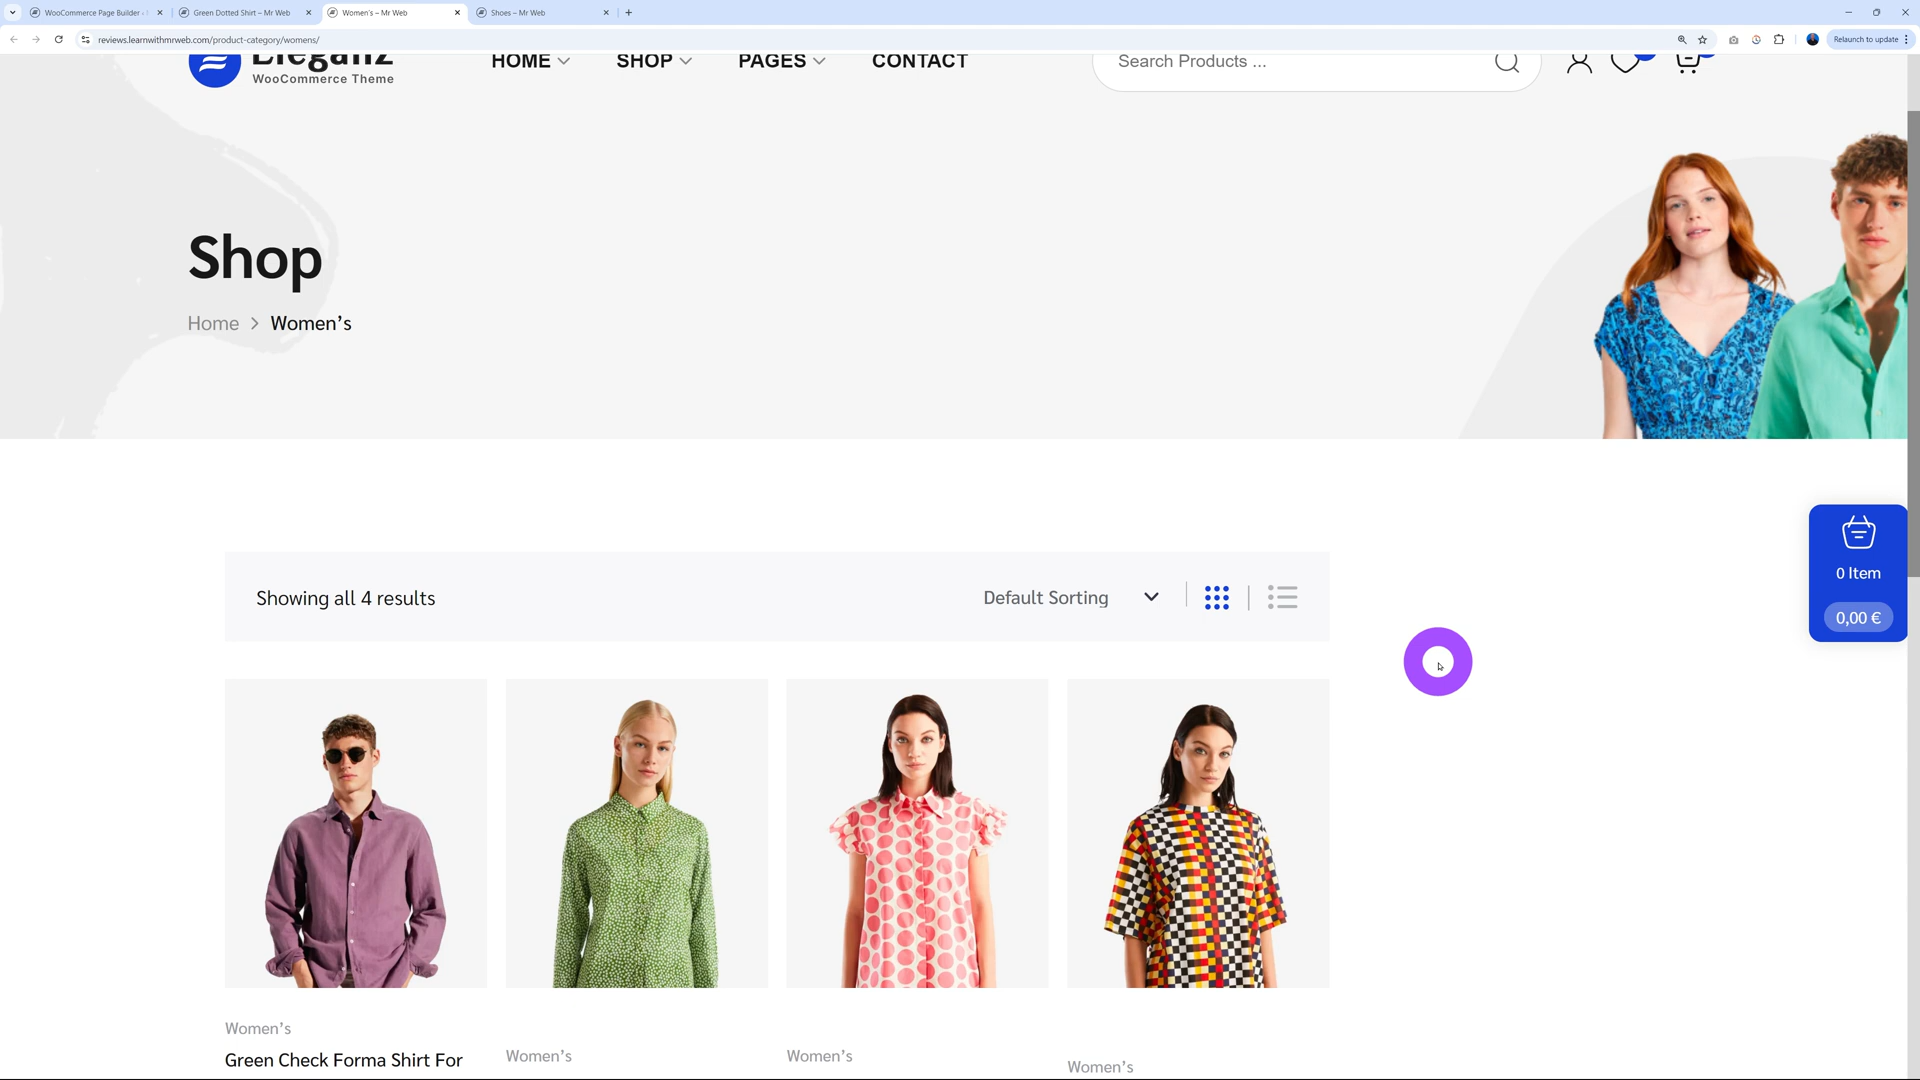 WooCommerce Page Builder -
Green Dotted Shirt – Mr Web
Women's – Mr Web
Shoes – Mr Web
reviews.learnwithmrweb.com/product-category/womens/
Relaunch to update
Eleganz
WooCommerce Theme
HOME
SHOP
PAGES
CONTACT
Search Products ...
Shop
Home > Women's
0 Item
0,00 €
Showing all 4 results
Default Sorting
Women's
Green Check Forma Shirt For
Women's
Women's
Women's